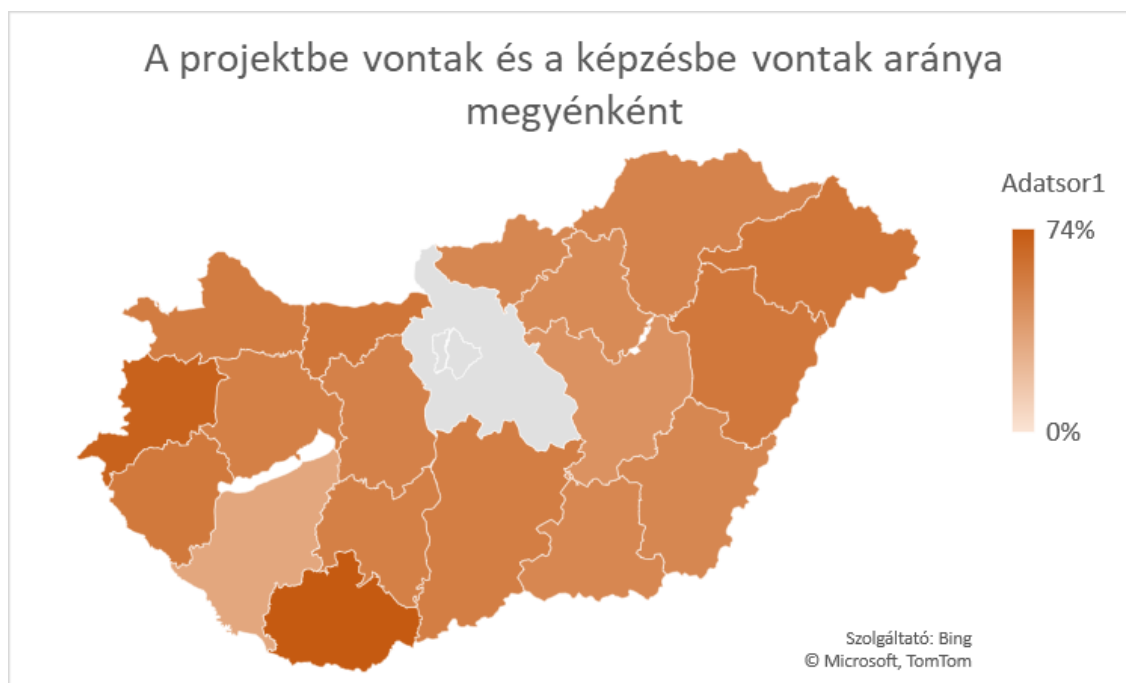 A projektbe vontak és a képzésbe vontak aránya
megyénként
Adatsor1
74%
0%
Szolgáltató: Bing
© Microsoft, TomTom